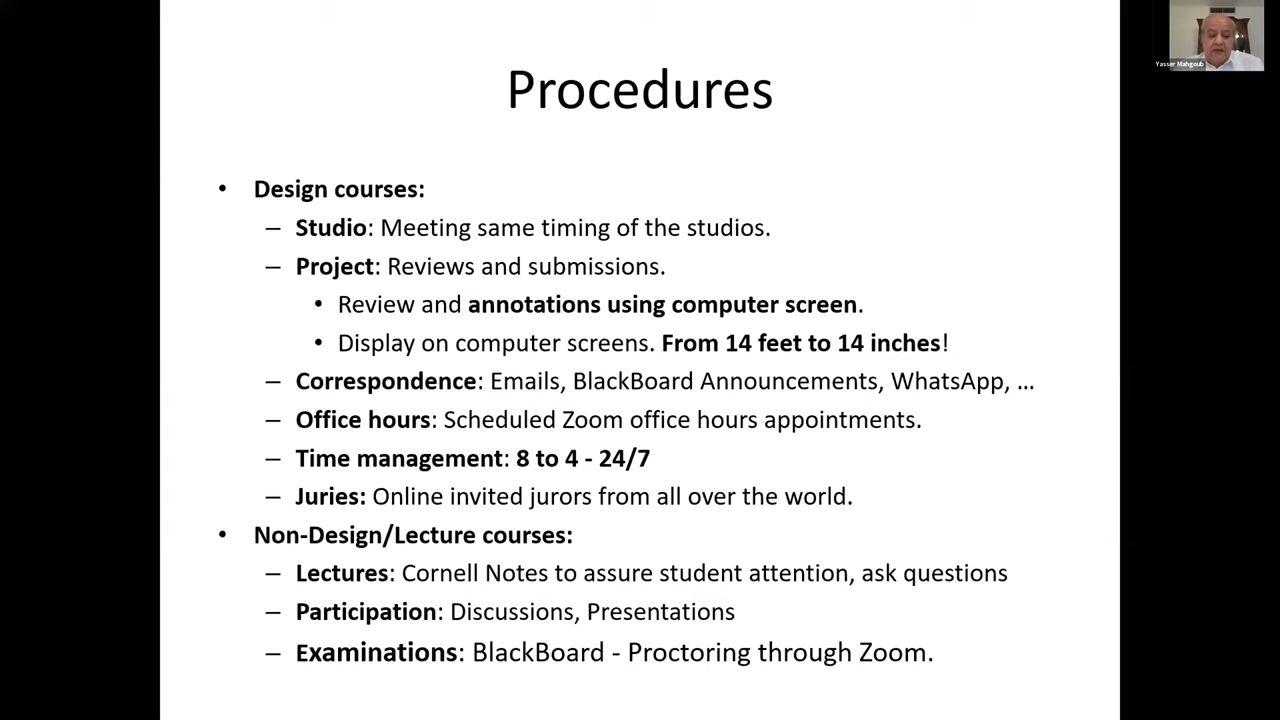 Procedures
• Design courses:
– Studio: Meeting same timing of the studios.
– Project: Reviews and submissions.
• Review and annotations using computer screen.
• Display on computer screens. From 14 feet to 14 inches!
– Correspondence: Emails, BlackBoard Announcements, WhatsApp, …
– Office hours: Scheduled Zoom office hours appointments.
– Time management: 8 to 4 - 24/7
– Juries: Online invited jurors from all over the world.
• Non-Design/Lecture courses:
– Lectures: Cornell Notes to assure student attention, ask questions
– Participation: Discussions, Presentations
– Examinations: BlackBoard - Proctoring through Zoom.
Yasser Mahgoub